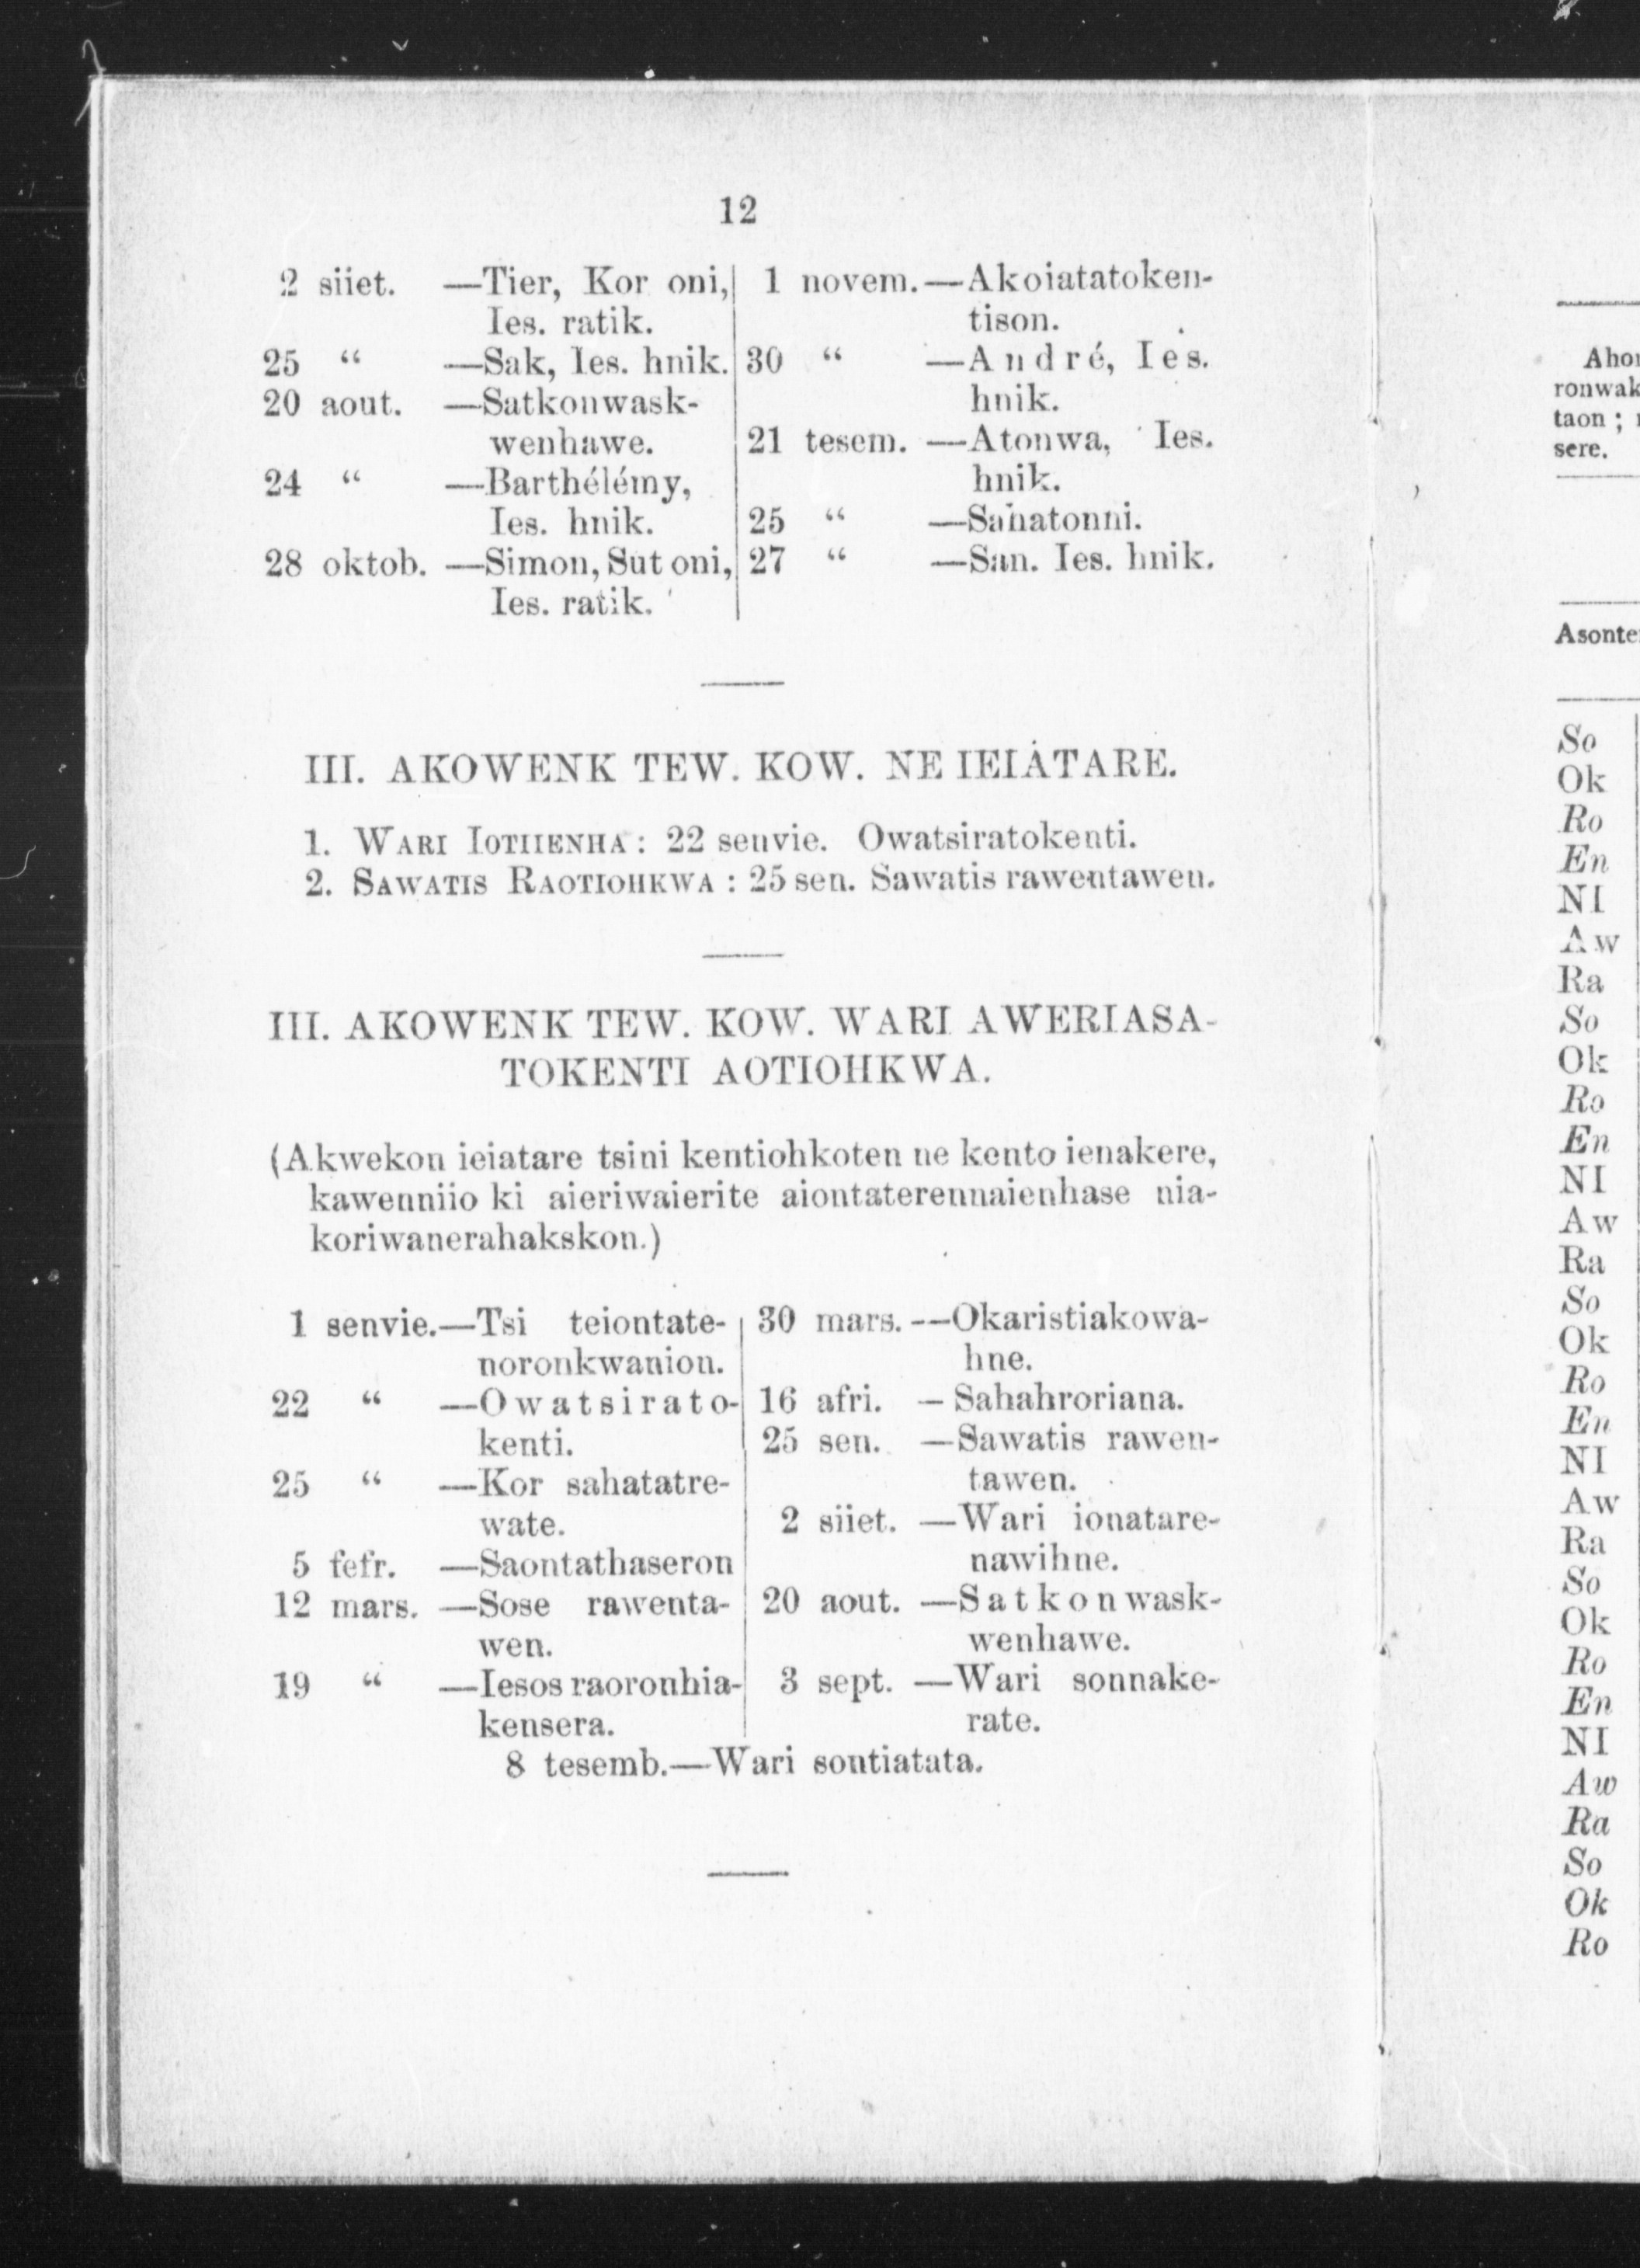 12
2 siiet. —Tier, Kor oni,
Ies. ratik.
25 “ —Sak, Ies. hnik.
20 aout. —Satkonwask-
wenhawe.
24 “ —Barthélémy,
Ies. hnik.
28 oktob. —Simon, Sut oni,
Ies. ratik.
1 novem.—Akoiatatoken-
tison.
30 “ —André, Ies.
hnik.
21 tesem. —Atonwa, Ies.
hnik.
25 “ —Sahatonni.
27 “ —San. Ies. hnik.
III. AKOWENK TEW. KOW. NE IEIATARE.
1. WARI IOTIIENHA : 22 senvie. Owatsiratokenti.
2. SAWATIS RAOTIOHKWA : 25 sen. Sawatis rawentawen.
III. AKOWENK TEW. KOW. WARI AWERIASA-
TOKENTI AOTIOHKWA.
(Akwekon ieiatare tsini kentiohkoten ne kento ienakere,
kawenniio ki aieriwaierite aiontaterennaienhase nia-
koriwanerahakskon.)
1 senvie.—Tsi teiontate-
noronkwanion.
22 “ —Owatsirato-
kenti.
25 “ —Kor sahatatre-
wate.
5 fefr. —Saontathaseron
12 mars. —Sose rawenta-
wen.
19 “ —Iesos raoronhia-
kensera.
30 mars. —Okaristiakowa-
hne.
16 afri. — Sahahroriana.
25 sen. —Sawatis rawen-
tawen.
2 siiet. —Wari ionatare-
nawihne.
20 aout. —Satkonwask-
wenhawe.
3 sept. —Wari sonnake-
rate.
8 tesemb.—Wari sontiatata.
ronwak
taon ;
sere.
So
Ok
Ro
En
NI
Aw
Ra
So
Ok
Ro
En
NI
Aw
Ra
So
Ok
Ro
En
NI
Aw
Ra
So
Ok
Ro
En
NI
Aw
Ra
So
Ok
Ro